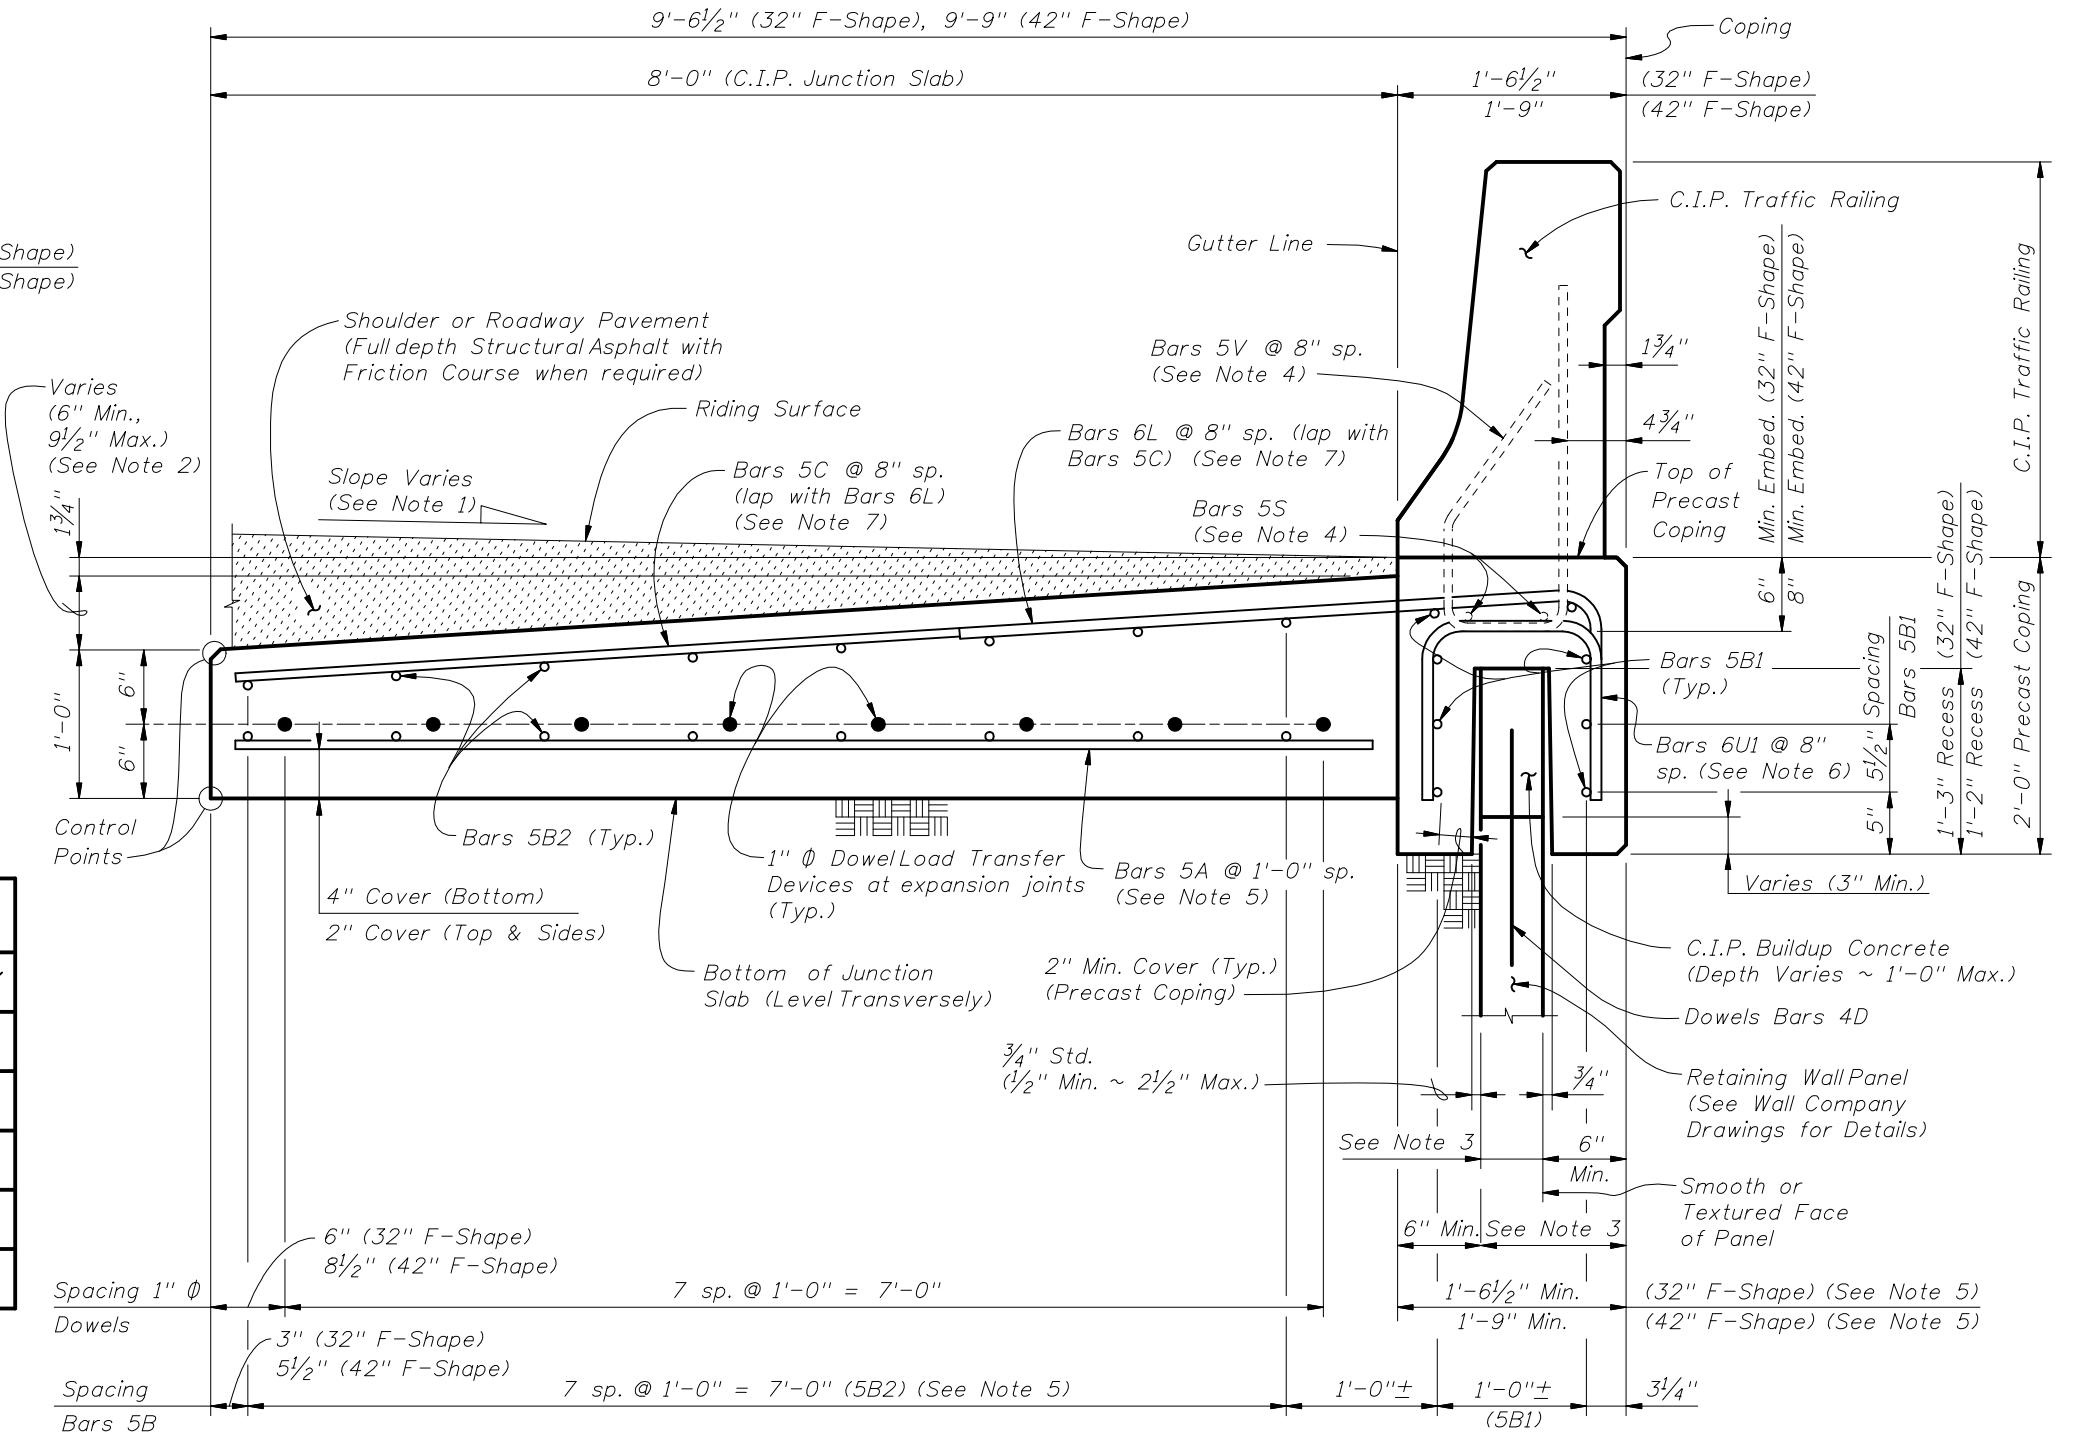 9'-6½" (32" F-Shape), 9'-9" (42" F-Shape)
Coping
8'-0" (C.I.P. Junction Slab)
1'-6½"
(32" F-Shape)
1'-9"
(42" F-Shape)
C.I.P. Traffic Railing
Gutter Line
Shape)
Shape)
Shoulder or Roadway Pavement
(Full depth Structural Asphalt with
Friction Course when required)
Varies
(6" Min.,
9½" Max.)
(See Note 2)
Riding Surface
Slope Varies
(See Note 1)
Bars 5C @ 8" sp.
(lap with Bars 6L)
(See Note 7)
Bars 5V @ 8" sp.
(See Note 4)
Bars 6L @ 8" sp. (lap with
Bars 5C) (See Note 7)
Bars 5S
(See Note 4)
1¾"
4¾"
Top of
Precast
Coping
6" Min. Embed. (32" F-Shape)
8" Min. Embed. (42" F-Shape)
C.I.P. Traffic Railing
1¾"
1'-0"
6"
6"
Bars 5B1
(Typ.)
5½" Spacing
Bars 5B1
5"
1'-3" Recess (32" F-Shape)
1'-2" Recess (42" F-Shape)
2'-0" Precast Coping
Bars 6U1 @ 8"
sp. (See Note 6)
Control
Points
Bars 5B2 (Typ.)
1" Ø Dowel Load Transfer
Devices at expansion joints
(Typ.)
Bars 5A @ 1'-0" sp.
(See Note 5)
4" Cover (Bottom)
2" Cover (Top & Sides)
Varies (3" Min.)
Bottom of Junction
Slab (Level Transversely)
2" Min. Cover (Typ.)
(Precast Coping)
C.I.P. Buildup Concrete
(Depth Varies ~ 1'-0" Max.)
Dowels Bars 4D
¾" Std.
(½" Min. ~ 2½" Max.)
¾"
Retaining Wall Panel
(See Wall Company
Drawings for Details)
See Note 3
6"
Min.
Smooth or
Textured Face
of Panel
6" Min.
See Note 3
6" (32" F-Shape)
8½" (42" F-Shape)
Spacing 1" Ø
Dowels
7 sp. @ 1'-0" = 7'-0"
1'-6½" Min.
(32" F-Shape) (See Note 5)
1'-9" Min.
(42" F-Shape) (See Note 5)
3" (32" F-Shape)
5½" (42" F-Shape)
Spacing
Bars 5B
7 sp. @ 1'-0" = 7'-0" (5B2) (See Note 5)
1'-0"±
1'-0"±
(5B1)
3¼"